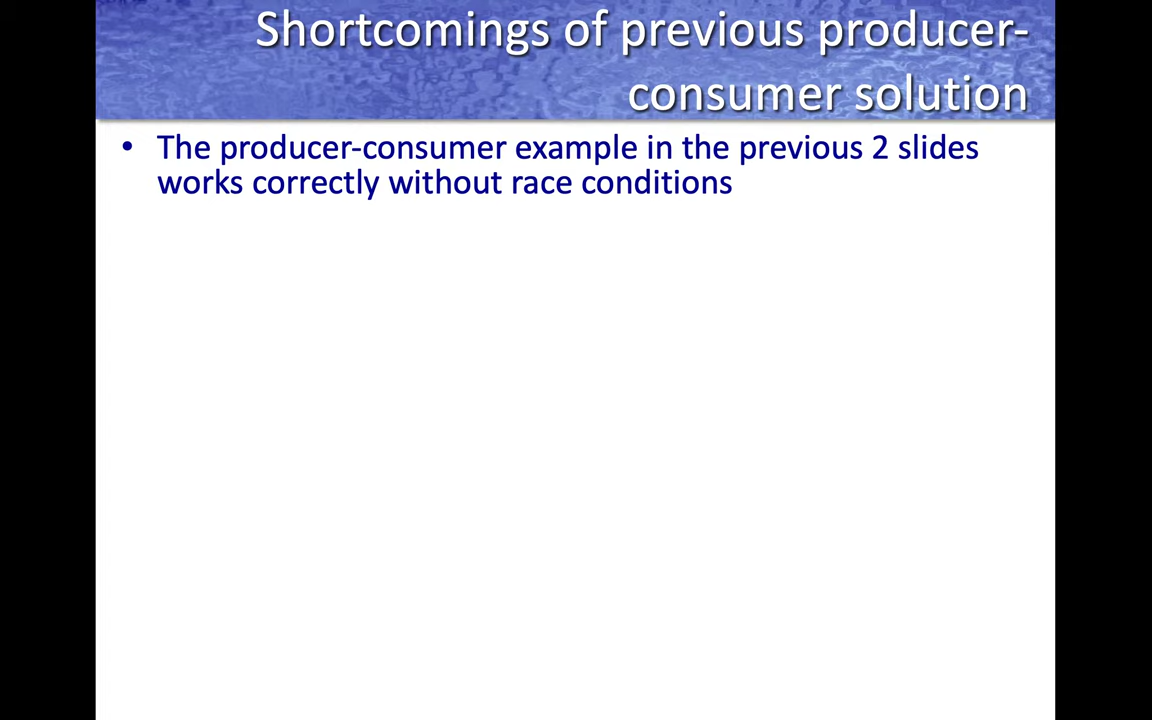 Shortcomings of previous producer-
consumer solution
• The producer-consumer example in the previous 2 slides
works correctly without race conditions